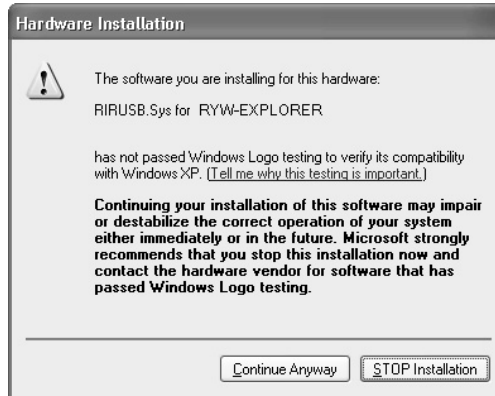 Hardware Installation
The software you are installing for this hardware:
RIRUSB.Sys for RYW-EXPLORER
has not passed Windows Logo testing to verify its compatibility
with Windows XP. (Tell me why this testing is important.)
Continuing your installation of this software may impair
or destabilize the correct operation of your system
either immediately or in the future. Microsoft strongly
recommends that you stop this installation now and
contact the hardware vendor for software that has
passed Windows Logo testing.
Continue Anyway STOP Installation